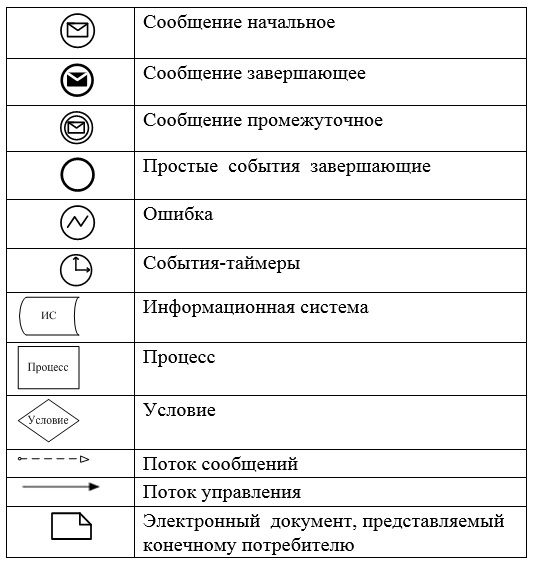 Сообщение начальное
Сообщение завершающее
Сообщение промежуточное
Простые события завершающие
Ошибка
События-таймеры
ИС
Информационная система
Процесс
Процесс
Условие
Условие
Поток сообщений
Поток управления
Электронный документ, представляемый
конечному потребителю